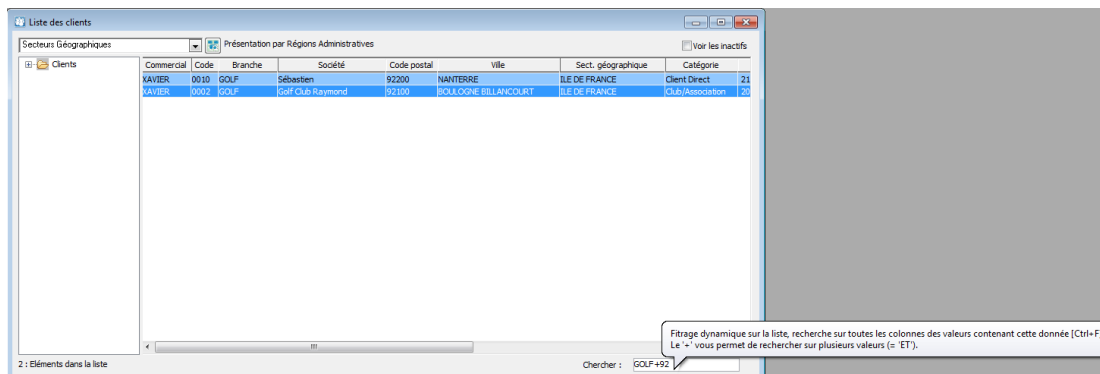 Liste des clients
Secteurs Géographiques Présentation par Régions Administratives Voir les inactifs
Clients
Commercial Code Branche Société Code postal Ville Sect. géographique Catégorie
XAVIER 0010 GOLF Sébastien 92200 NANTERRE ILE DE FRANCE Client Direct 21
XAVIER 0002 GOLF Golf Club Raymond 92100 BOULOGNE BILLANCOURT ILE DE FRANCE Club/Association 20
Fitrage dynamique sur la liste, recherche sur toutes les colonnes des valeurs contenant cette donnée [Ctrl+F
Le '+' vous permet de rechercher sur plusieurs valeurs (= 'ET').
2 : Eléments dans la liste Chercher : GOLF+92